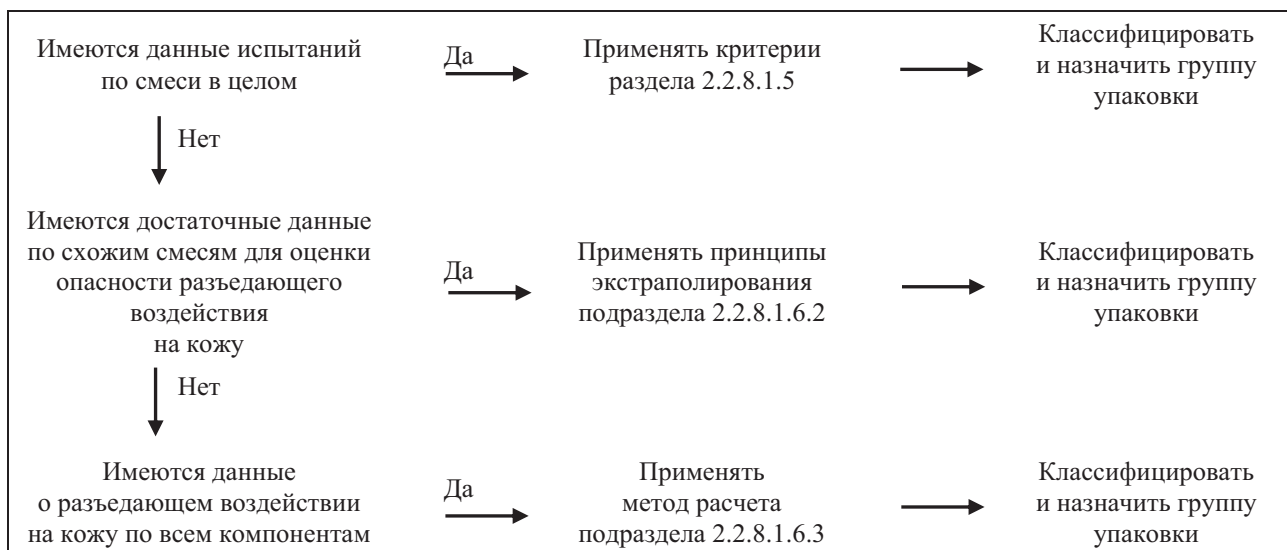 Имеются данные испытаний
по смеси в целом
Да
Применять критерии
раздела 2.2.8.1.5
Классифицировать
и назначить группу
упаковки
Нет
Имеются достаточные данные
по схожим смесям для оценки
опасности разъедающего
воздействия
на кожу
Да
Применять принципы
экстраполирования
подраздела 2.2.8.1.6.2
Классифицировать
и назначить группу
упаковки
Нет
Имеются данные
о разъедающем воздействии
на кожу по всем компонентам
Да
Применять
метод расчета
подраздела 2.2.8.1.6.3
Классифицировать
и назначить группу
упаковки